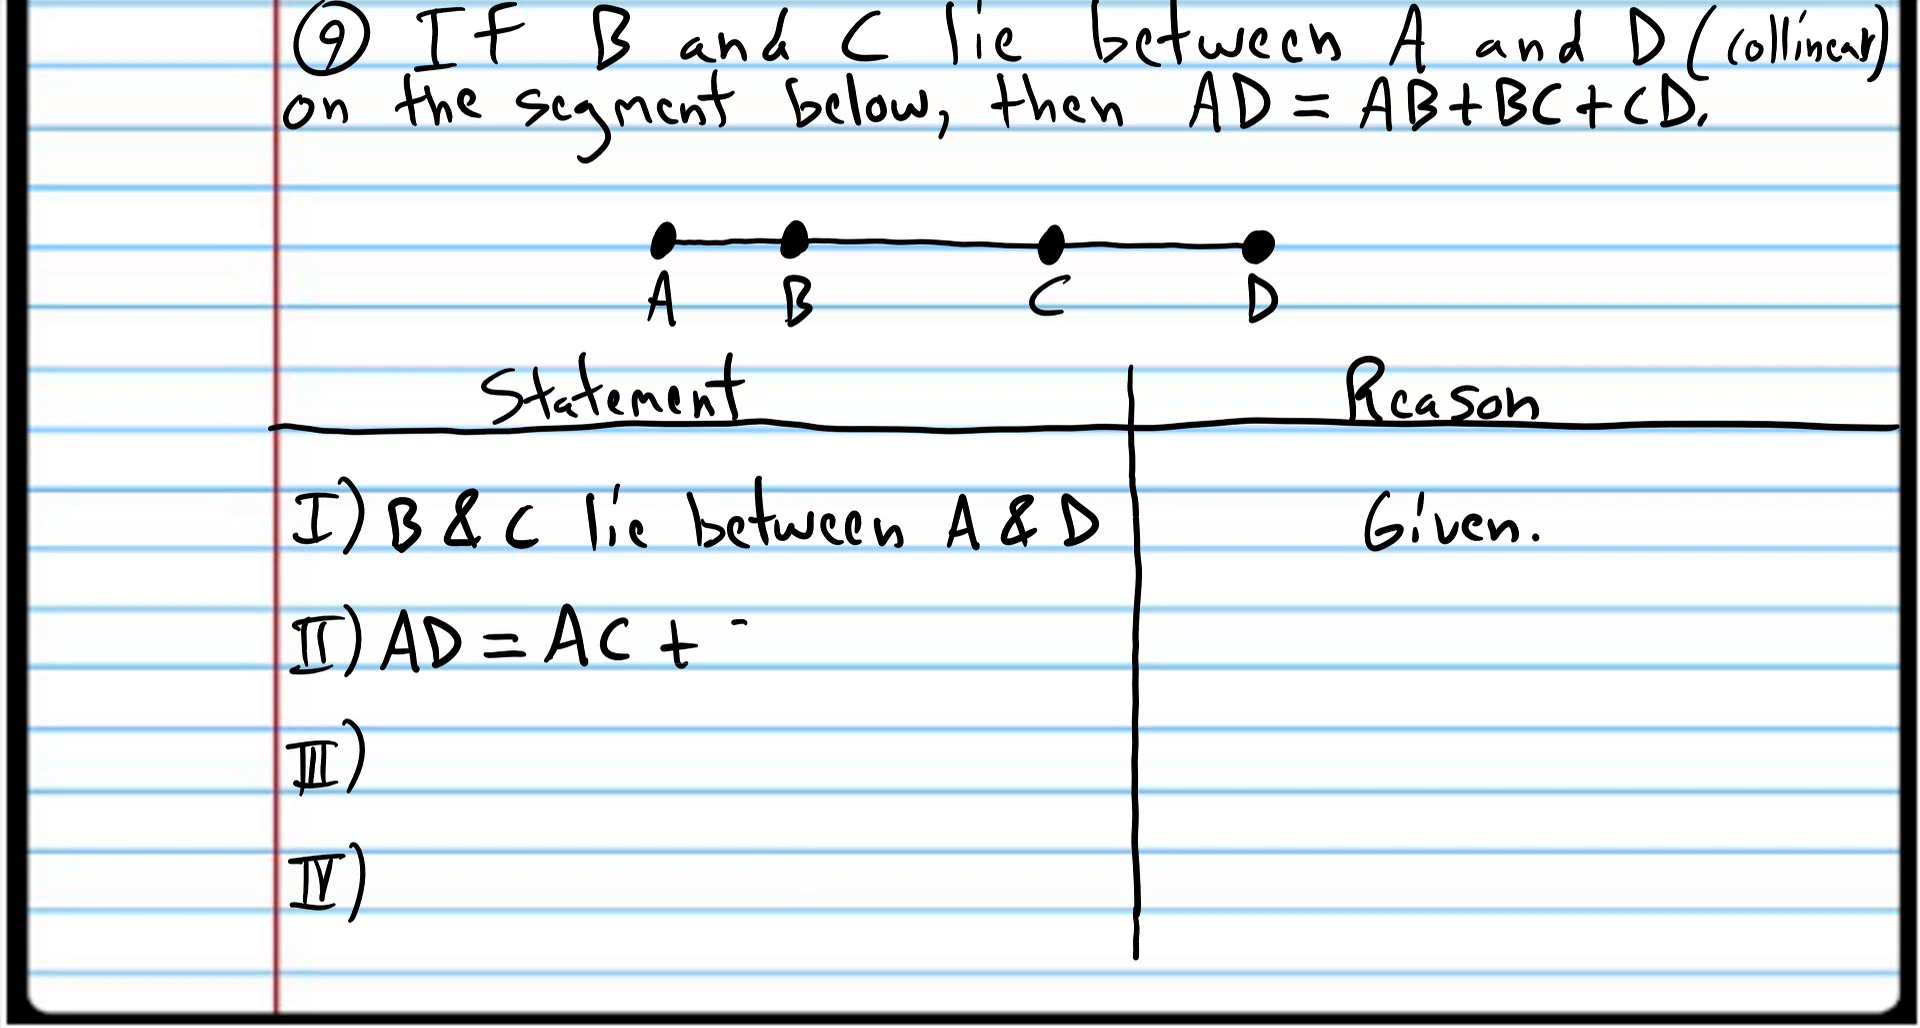 ⑨ If B and C lie between A and D (collinear)
on the segment below, then AD = AB + BC + CD.
A B C D
Statement Reason
I) B & C lie between A & D Given.
II) AD = AC + -
III)
IV)